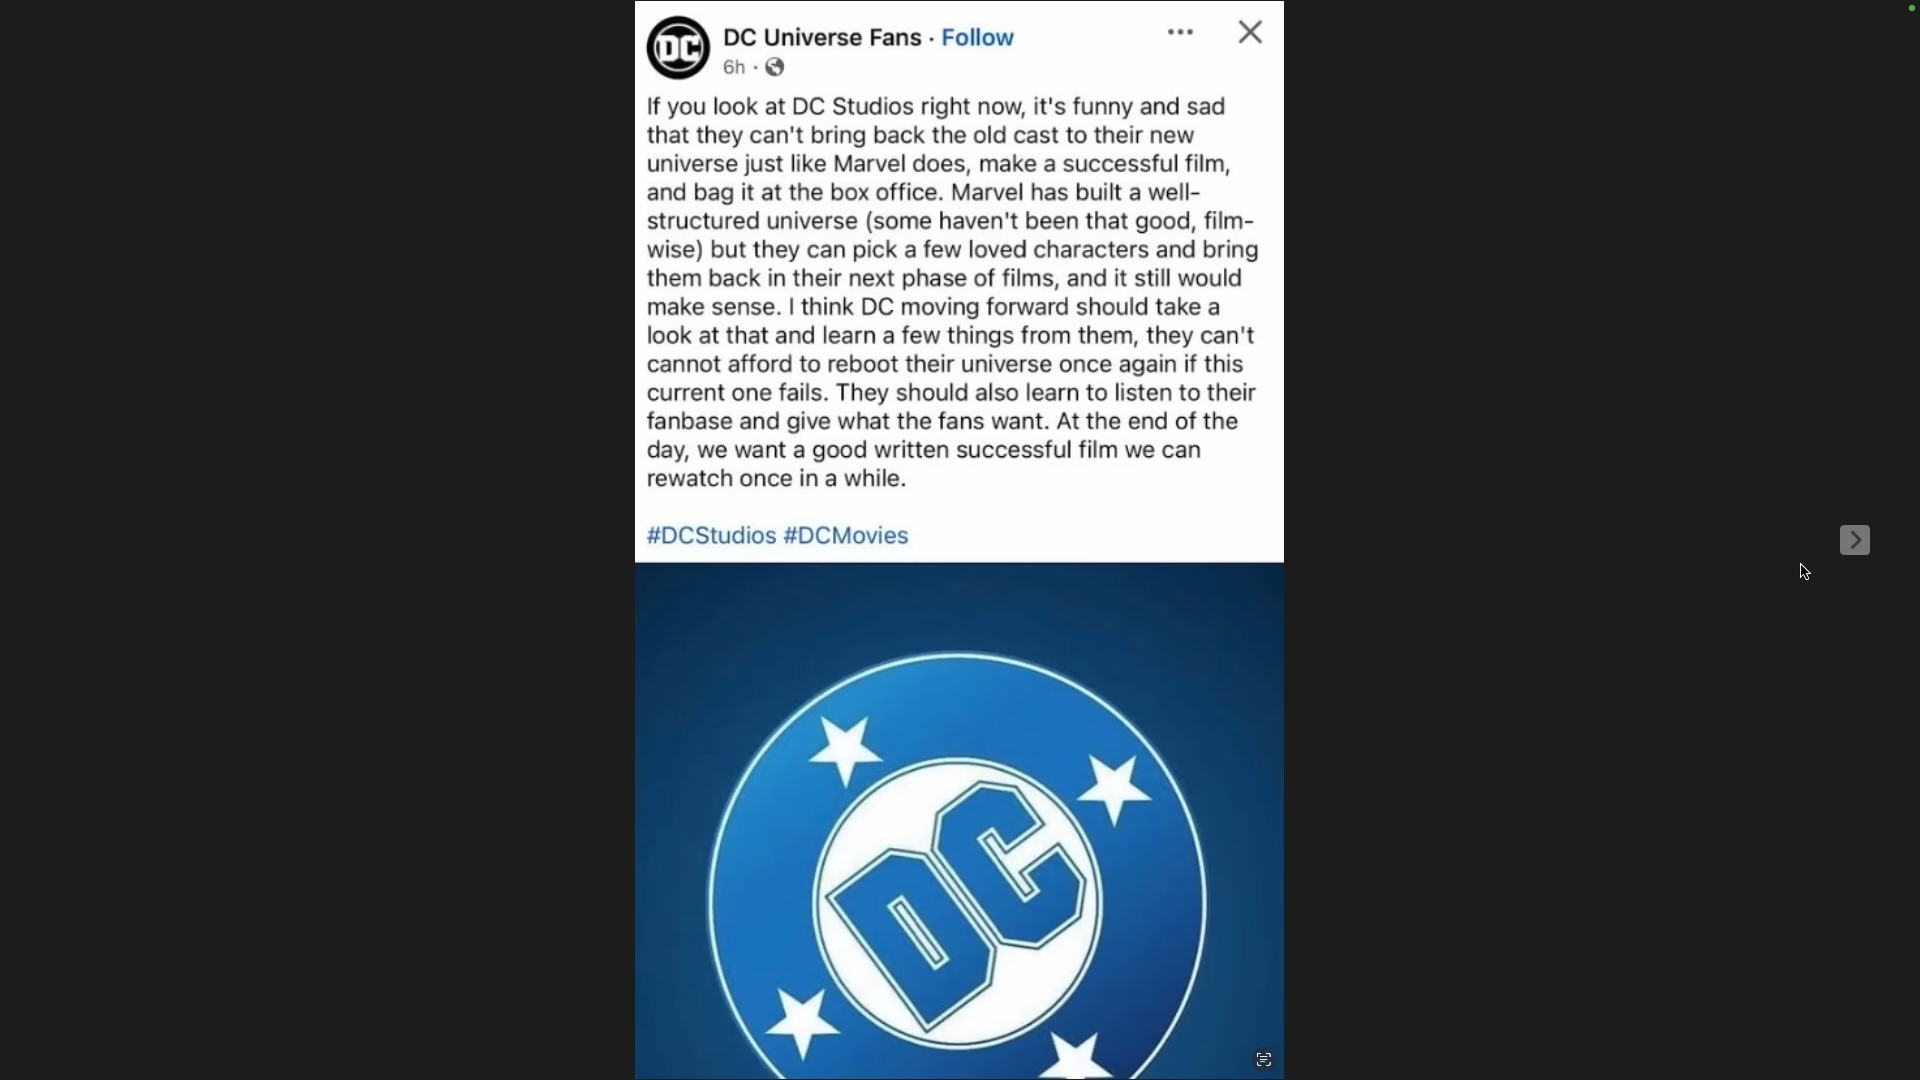 DC
DC Universe Fans · Follow
6h ·
If you look at DC Studios right now, it's funny and sad
that they can't bring back the old cast to their new
universe just like Marvel does, make a successful film,
and bag it at the box office. Marvel has built a well-
structured universe (some haven't been that good, film-
wise) but they can pick a few loved characters and bring
them back in their next phase of films, and it still would
make sense. I think DC moving forward should take a
look at that and learn a few things from them, they can't
cannot afford to reboot their universe once again if this
current one fails. They should also learn to listen to their
fanbase and give what the fans want. At the end of the
day, we want a good written successful film we can
rewatch once in a while.
#DCStudios #DCMovies
DC